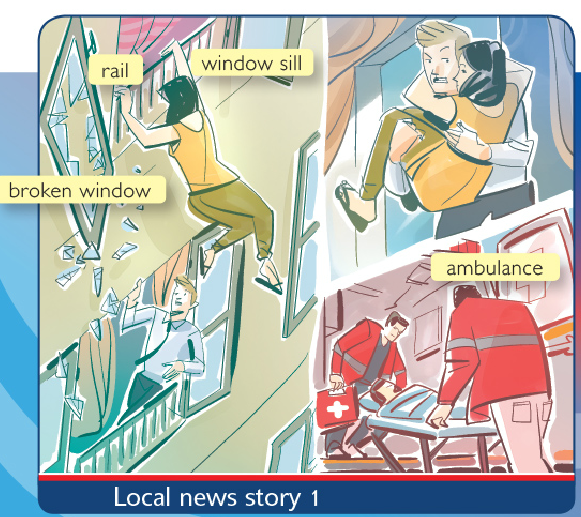 rail
window sill
broken window
ambulance
Local news story 1